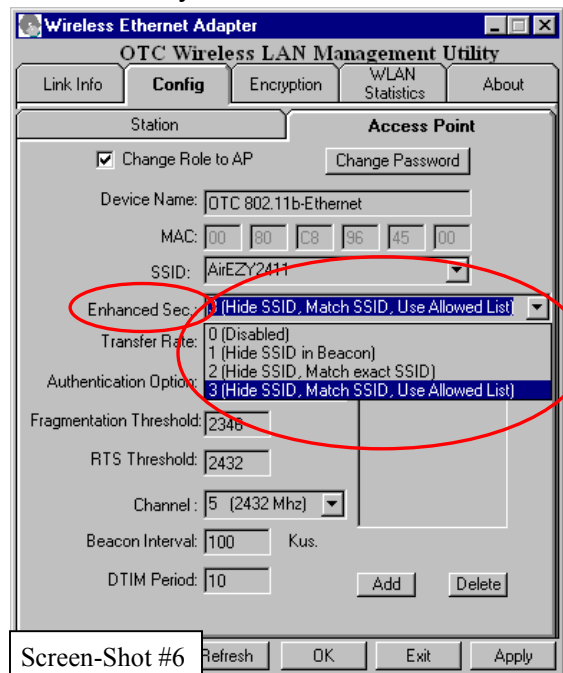 Wireless Ethernet Adapter
OTC Wireless LAN Management Utility
Link Info Config Encryption WLAN Statistics About
Station Access Point
Change Role to AP Change Password
Device Name: OTC 802.11b-Ethernet
MAC: 00 80 C8 96 45 00
SSID: AirEZY2411
Enhanced Sec.: 3 (Hide SSID, Match SSID, Use Allowed List)
0 (Disabled)
Transfer Rate: 1 (Hide SSID in Beacon)
2 (Hide SSID, Match exact SSID)
Authentication Option: 3 (Hide SSID, Match SSID, Use Allowed List)
Fragmentation Threshold: 2346
RTS Threshold: 2432
Channel : 5 (2432 Mhz)
Beacon Interval: 100 Kus.
DTIM Period: 10 Add Delete
Screen-Shot #6 Refresh OK Exit Apply